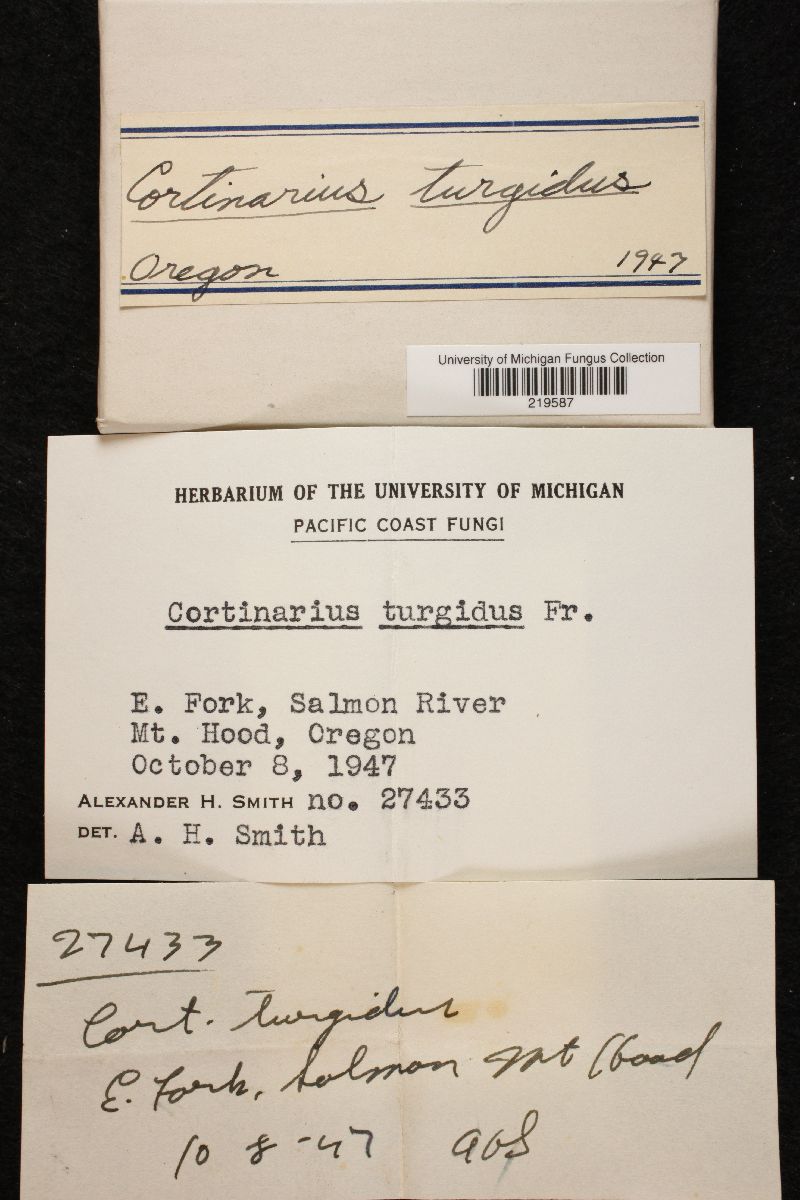 Cortinarius turgidus
Oregon 1947
University of Michigan Fungus Collection
219587
HERBARIUM OF THE UNIVERSITY OF MICHIGAN
PACIFIC COAST FUNGI
Cortinarius turgidus Fr.
E. Fork, Salmon River
Mt. Hood, Oregon
October 8, 1947
ALEXANDER H. SMITH no. 27433
DET. A. H. Smith
27433
Cort. turgidus
E. Fork, Salmon Mt Hood
10 8-47 AHS